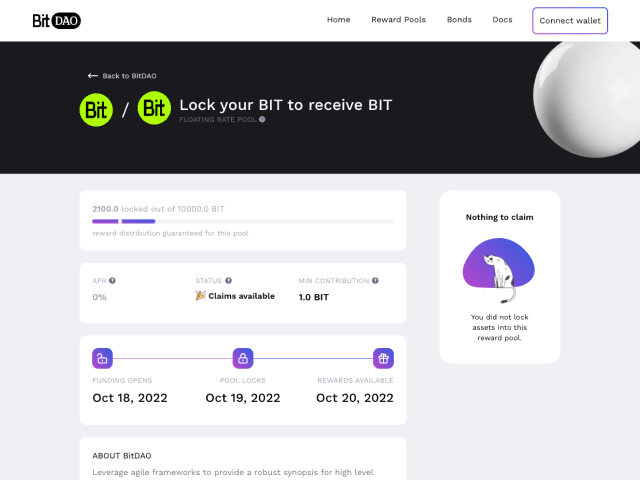 Bit DAO
Home Reward Pools Bonds Docs Connect wallet
← Back to BitDAO
Bit / Bit Lock your BIT to receive BIT
FLOATING RATE POOL ?
2100.0 locked out of 10000.0 BIT
reward distribution guaranteed for this pool
Nothing to claim
You did not lock
assets into this
reward pool.
APR ? STATUS ? MIN CONTRIBUTION ?
0% 🎉 Claims available 1.0 BIT
FUNDING OPENS POOL LOCKS REWARDS AVAILABLE
Oct 18, 2022 Oct 19, 2022 Oct 20, 2022
ABOUT BitDAO
Leverage agile frameworks to provide a robust synopsis for high level